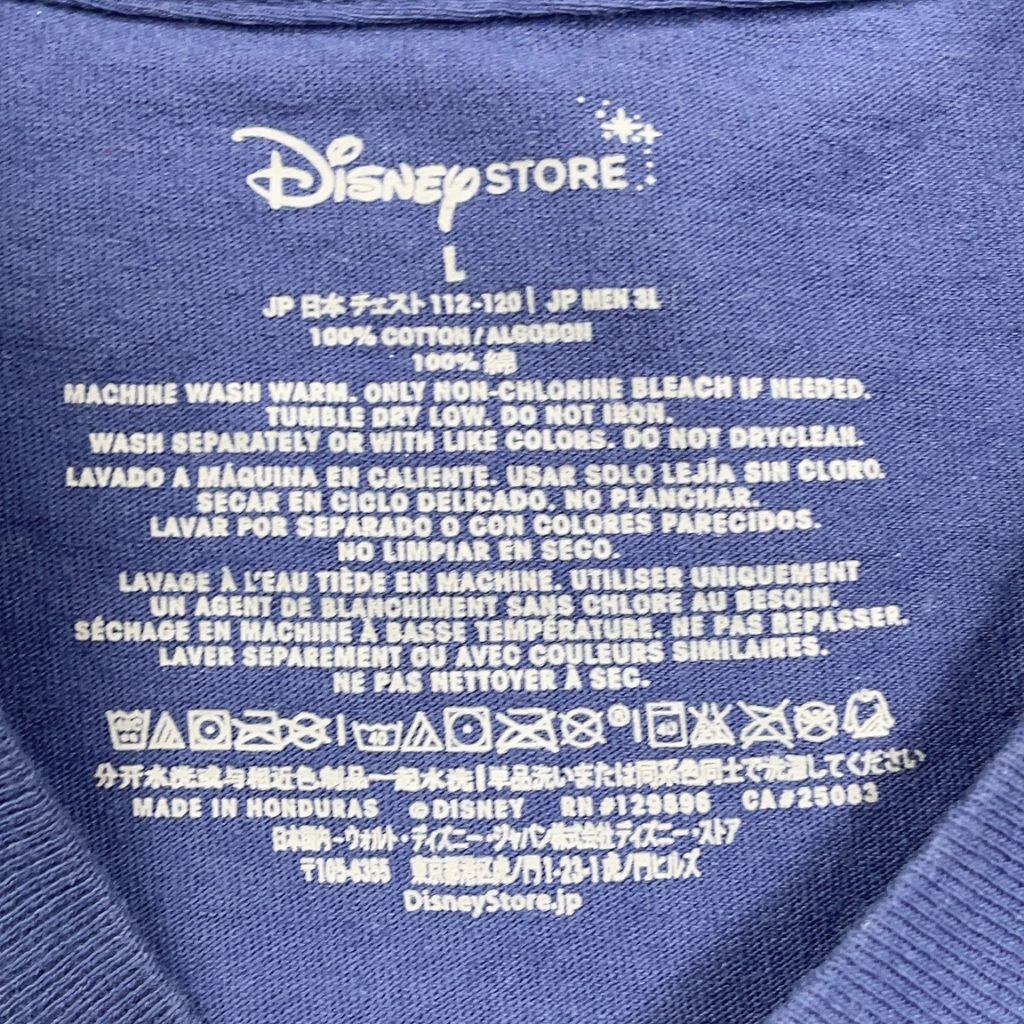 Disney STORE
L
JP 日本 チェスト 112-120 | JP MEN 3L
100% COTTON / ALGODON
100% 綿
MACHINE WASH WARM. ONLY NON-CHLORINE BLEACH IF NEEDED.
TUMBLE DRY LOW. DO NOT IRON.
WASH SEPARATELY OR WITH LIKE COLORS. DO NOT DRYCLEAN.
LAVADO A MÁQUINA EN CALIENTE. USAR SOLO LEJÍA SIN CLORO.
SECAR EN CICLO DELICADO. NO PLANCHAR.
LAVAR POR SEPARADO O CON COLORES PARECIDOS.
NO LIMPIAR EN SECO.
LAVAGE À L'EAU TIÈDE EN MACHINE. UTILISER UNIQUEMENT
UN AGENT DE BLANCHIMENT SANS CHLORE AU BESOIN.
SÉCHAGE EN MACHINE À BASSE TEMPÉRATURE. NE PAS REPASSER.
LAVER SEPAREMENT OU AVEC COULEURS SIMILAIRES.
NE PAS NETTOYER À SEC.
40 ® 40
分开水洗或与相近色制品一起水洗 | 単品洗いまたは同系色同士で洗濯してください
MADE IN HONDURAS © DISNEY RN #129896 CA#25083
日本国内-ウォルト・ディズニー・ジャパン株式会社ディズニー・ストア
〒105-6355 東京都港区虎ノ門1-23-1 虎ノ門ヒルズ
DisneyStore.jp